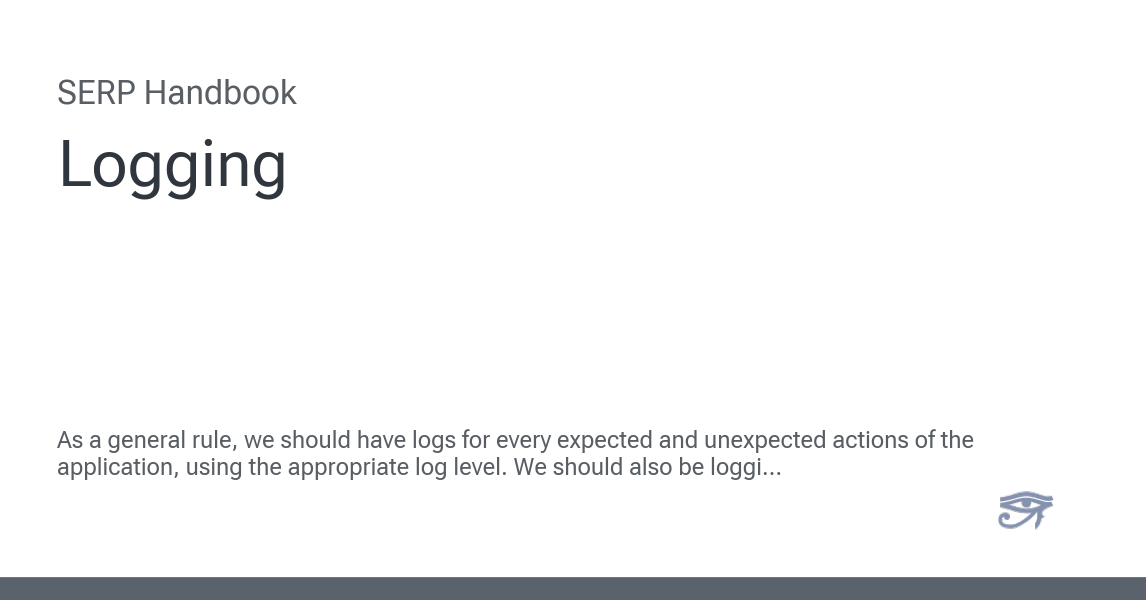 SERP Handbook
Logging
As a general rule, we should have logs for every expected and unexpected actions of the
application, using the appropriate log level. We should also be loggi...